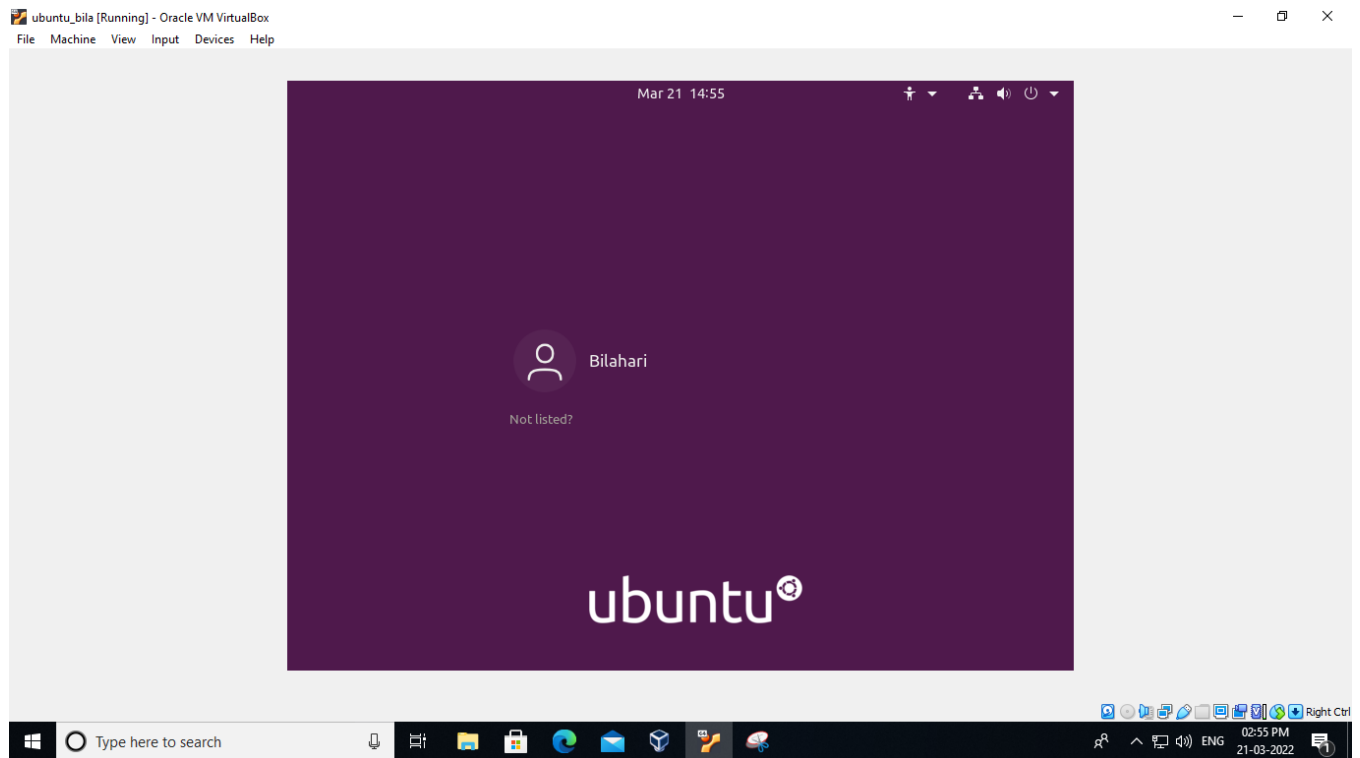 ubuntu_bila [Running] - Oracle VM VirtualBox
File Machine View Input Devices Help
Mar 21 14:55
Bilahari
Not listed?
ubuntu
Right Ctrl
Type here to search
ENG
02:55 PM
21-03-2022
1